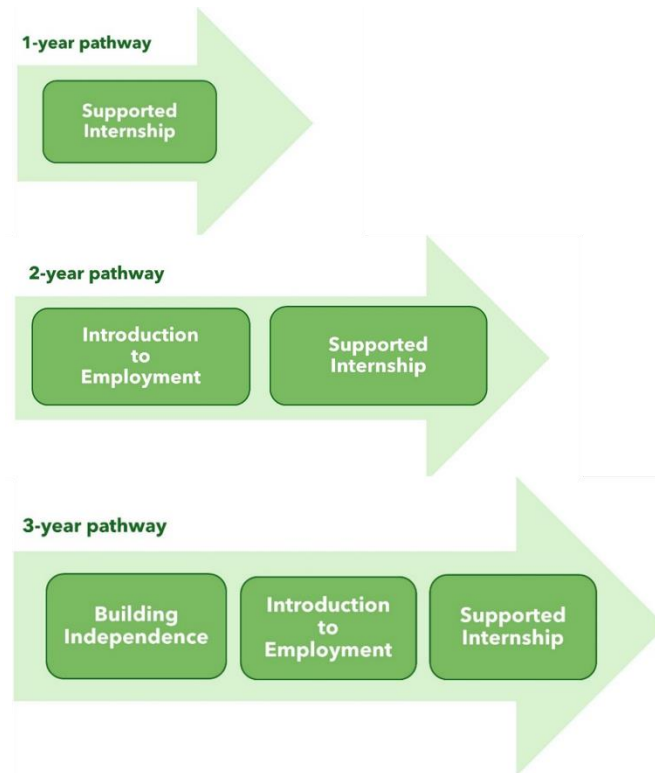 1-year pathway
Supported
Internship
2-year pathway
Introduction
to
Employment
Supported
Internship
3-year pathway
Building
Independence
Introduction
to
Employment
Supported
Internship